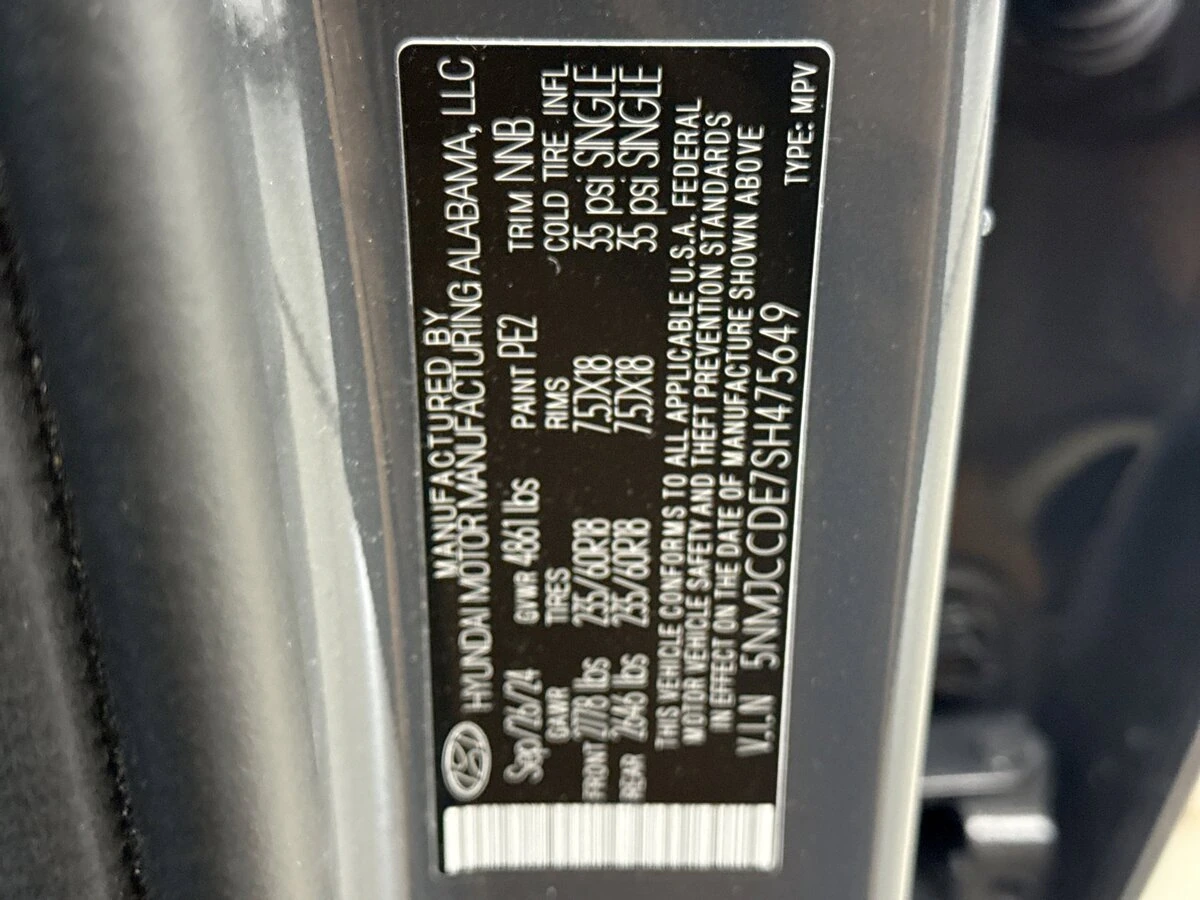 MANUFACTURED BY
HYUNDAI MOTOR MANUFACTURING ALABAMA, LLC
Sep/26/24 GVWR 4861 lbs PAINT PE2 TRIM NNB
GAWR TIRES RIMS COLD TIRE INFL
FRONT 2778 lbs 235/60R18 7.5JX18 35 psi SINGLE
REAR 2646 lbs 235/60R18 7.5JX18 35 psi SINGLE
THIS VEHICLE CONFORMS TO ALL APPLICABLE U.S.A. FEDERAL
MOTOR VEHICLE SAFETY AND THEFT PREVENTION STANDARDS
IN EFFECT ON THE DATE OF MANUFACTURE SHOWN ABOVE
V.I.N 5NMJCCDE7SH475649 TYPE: MPV